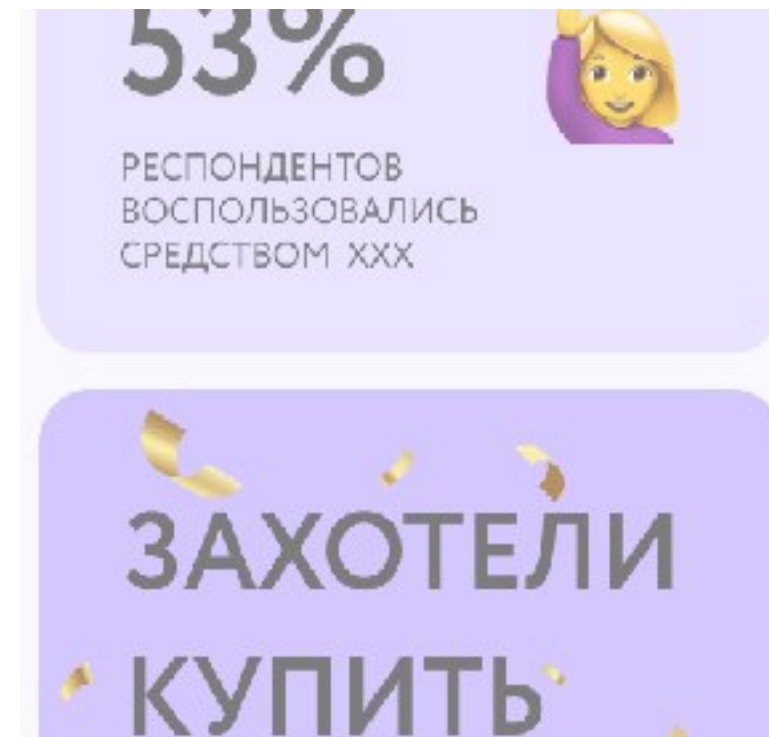 53%
РЕСПОНДЕНТОВ
ВОСПОЛЬЗОВАЛИСЬ
СРЕДСТВОМ XXX
ЗАХОТЕЛИ
КУПИТЬ